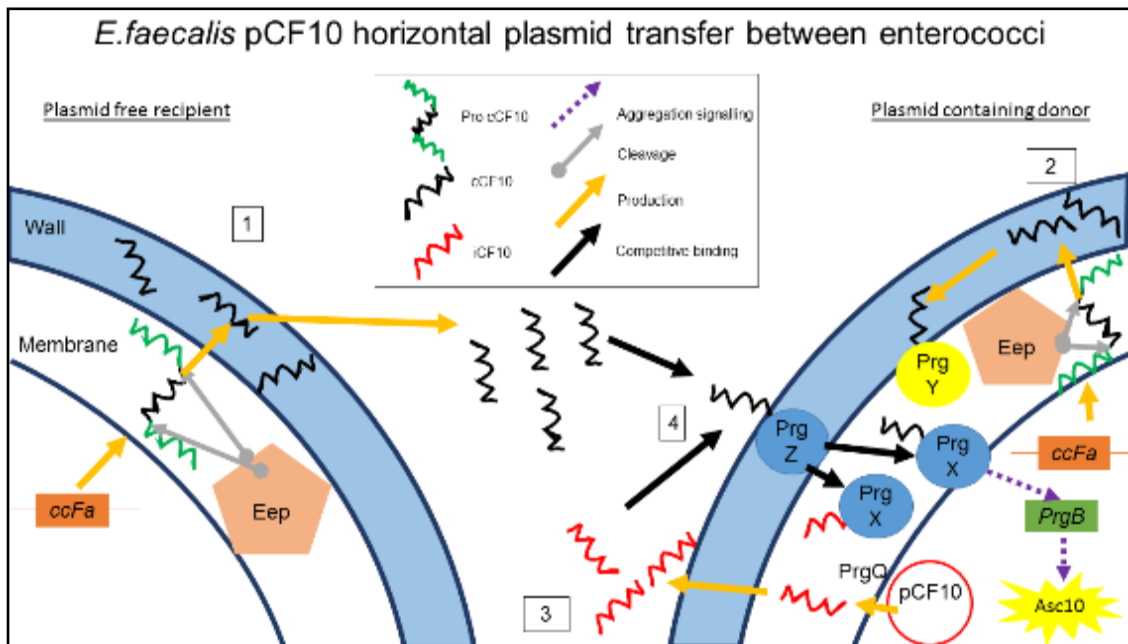 E.faecalis pCF10 horizontal plasmid transfer between enterococci
Plasmid free recipient
Plasmid containing donor
Pro cCF10
Aggregation signalling
Cleavage
cCF10
Production
iCF10
Competitive binding
1
2
3
4
Wall
Membrane
ccFa
Eep
Prg
Y
Eep
Prg
Z
Prg
X
Prg
X
ccFa
PrgB
PrgQ
pCF10
Asc10